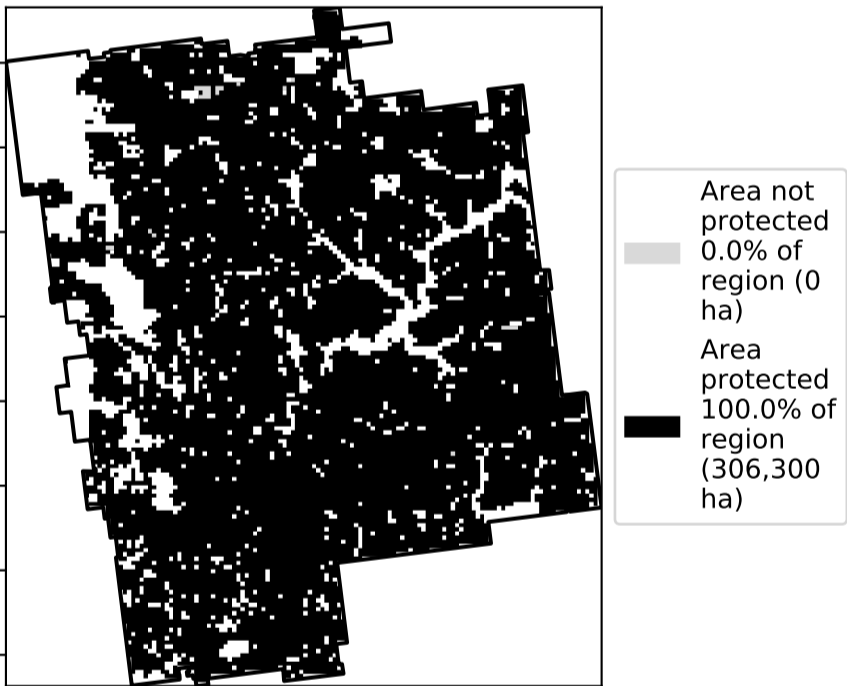 Area not
protected
0.0% of
region (0
ha)
Area
protected
100.0% of
region
(306,300
ha)